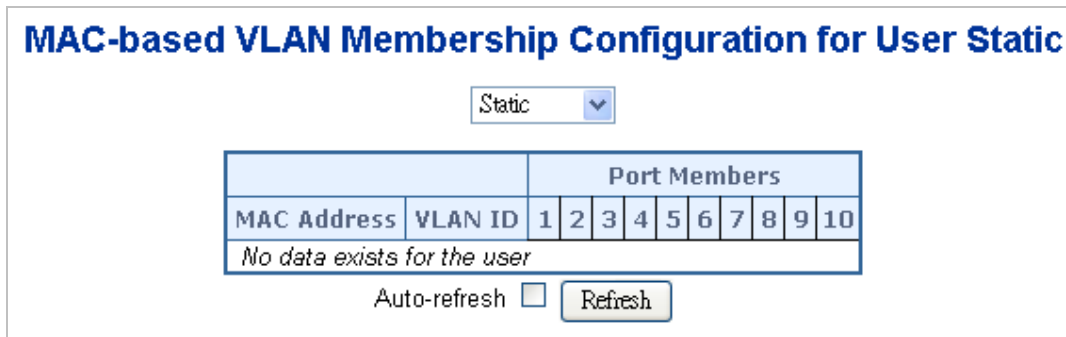 MAC-based VLAN Membership Configuration for User Static
Static
Port Members
MAC Address VLAN ID 1 2 3 4 5 6 7 8 9 10
No data exists for the user
Auto-refresh Refresh